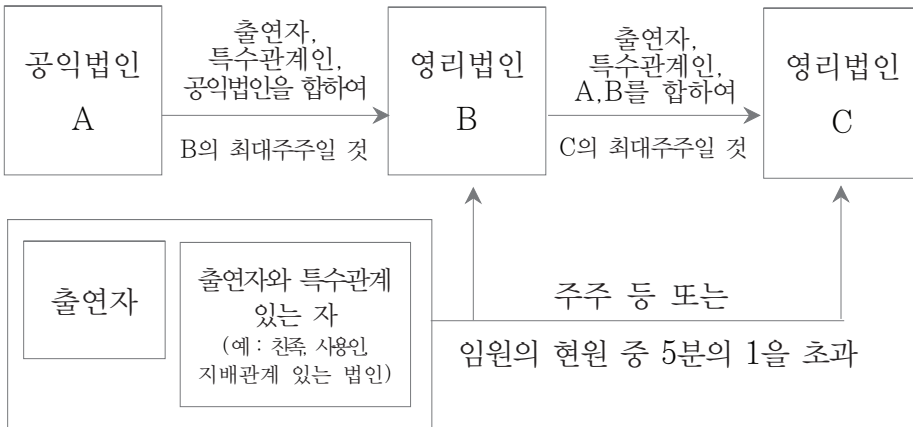 공익법인
A
출연자,
특수관계인,
공익법인을 합하여
B의 최대주주일 것
영리법인
B
출연자,
특수관계인,
A,B를 합하여
C의 최대주주일 것
영리법인
C
출연자
출연자와 특수관계
있는 자
(예 : 친족, 사용인,
지배관계 있는 법인)
주주 등 또는
임원의 현원 중 5분의 1을 초과